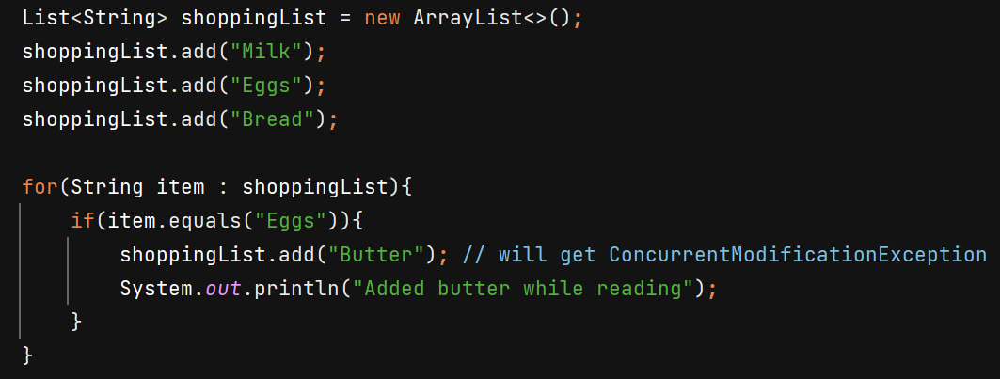 List<String> shoppingList = new ArrayList<>();
shoppingList.add("Milk");
shoppingList.add("Eggs");
shoppingList.add("Bread");
for(String item : shoppingList){
if(item.equals("Eggs")){
shoppingList.add("Butter"); // will get ConcurrentModificationException
System.out.println("Added butter while reading");
}
}